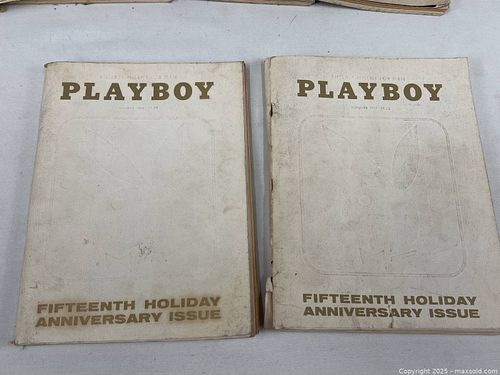 PLAYBOY
FIFTEENTH HOLIDAY
ANNIVERSARY ISSUE
PLAYBOY
FIFTEENTH HOLIDAY
ANNIVERSARY ISSUE
Copyright 2025 - maxsold.com